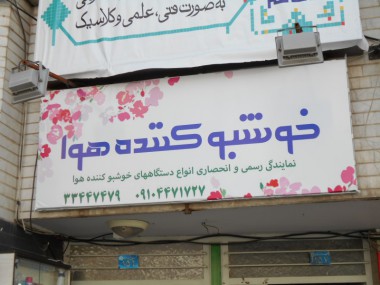 به صورت فنی، علمی و کلاسیک
خوشبو کننده هوا
نمایندگی رسمی و انحصاری انواع دستگاههای خوشبو کننده هوا
۳۳۴۴۷۴۷۹ ۰۹۱۰۴۴۷۱۷۲۷